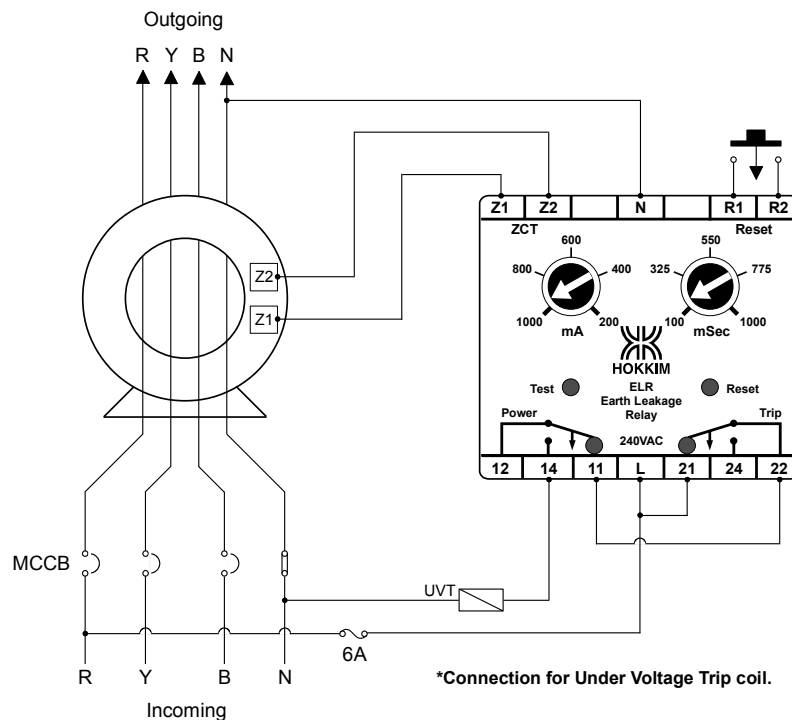 Outgoing
R Y B N
Z1 Z2 N R1 R2
ZCT Reset
600 550
800 400 325 775
1000 200 100 1000
mA mSec
Z2
Z1
HOKKIM
Test ELR Reset
Earth Leakage
Relay
Power 240VAC Trip
12 14 11 L 21 24 22
MCCB
UVT
6A
R Y B N
*Connection for Under Voltage Trip coil.
Incoming